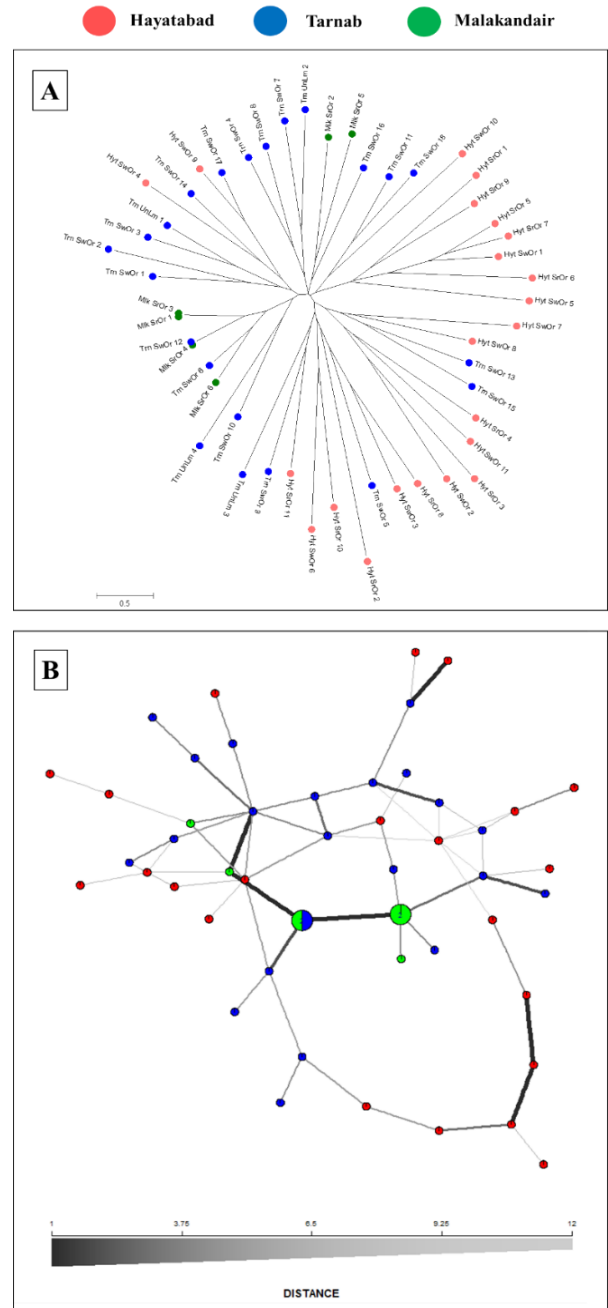 Hayatabad
Tarnab
Malakandair
A
Trn UnLm 2
Mlk SrOr 2
Mlk SrOr 5
Trn SwOr 16
Trn SwOr 11
Trn SwOr 18
Hyt SwOr 10
Hyt SrOr 1
Hyt SrOr 9
Hyt SrOr 5
Hyt SrOr 7
Hyt SwOr 1
Hyt SrOr 6
Hyt SwOr 5
Hyt SwOr 7
Hyt SwOr 8
Trn SwOr 13
Trn SwOr 15
Hyt SrOr 4
Hyt SwOr 11
Hyt SrOr 3
Hyt SwOr 2
Hyt SrOr 8
Hyt SwOr 3
Trn SwOr 5
Hyt SrOr 2
Hyt SrOr 10
Hyt SwOr 6
Hyt SrOr 11
Trn SwOr 9
Trn UnLm 3
Trn SwOr 10
Trn UnLm 4
Mlk SrOr 6
Trn SwOr 6
Mlk SrOr 4
Trn SwOr 12
Mlk SrOr 1
Mlk SrOr 3
Trn SwOr 1
Trn SwOr 2
Trn SwOr 3
Trn UnLm 1
Trn SwOr 14
Hyt SwOr 4
Hyt SwOr 9
Trn SwOr 17
Trn SwOr 4
Trn SwOr 8
Trn SwOr 7
0.5
B
1 3.75 6.5 9.25 12
DISTANCE